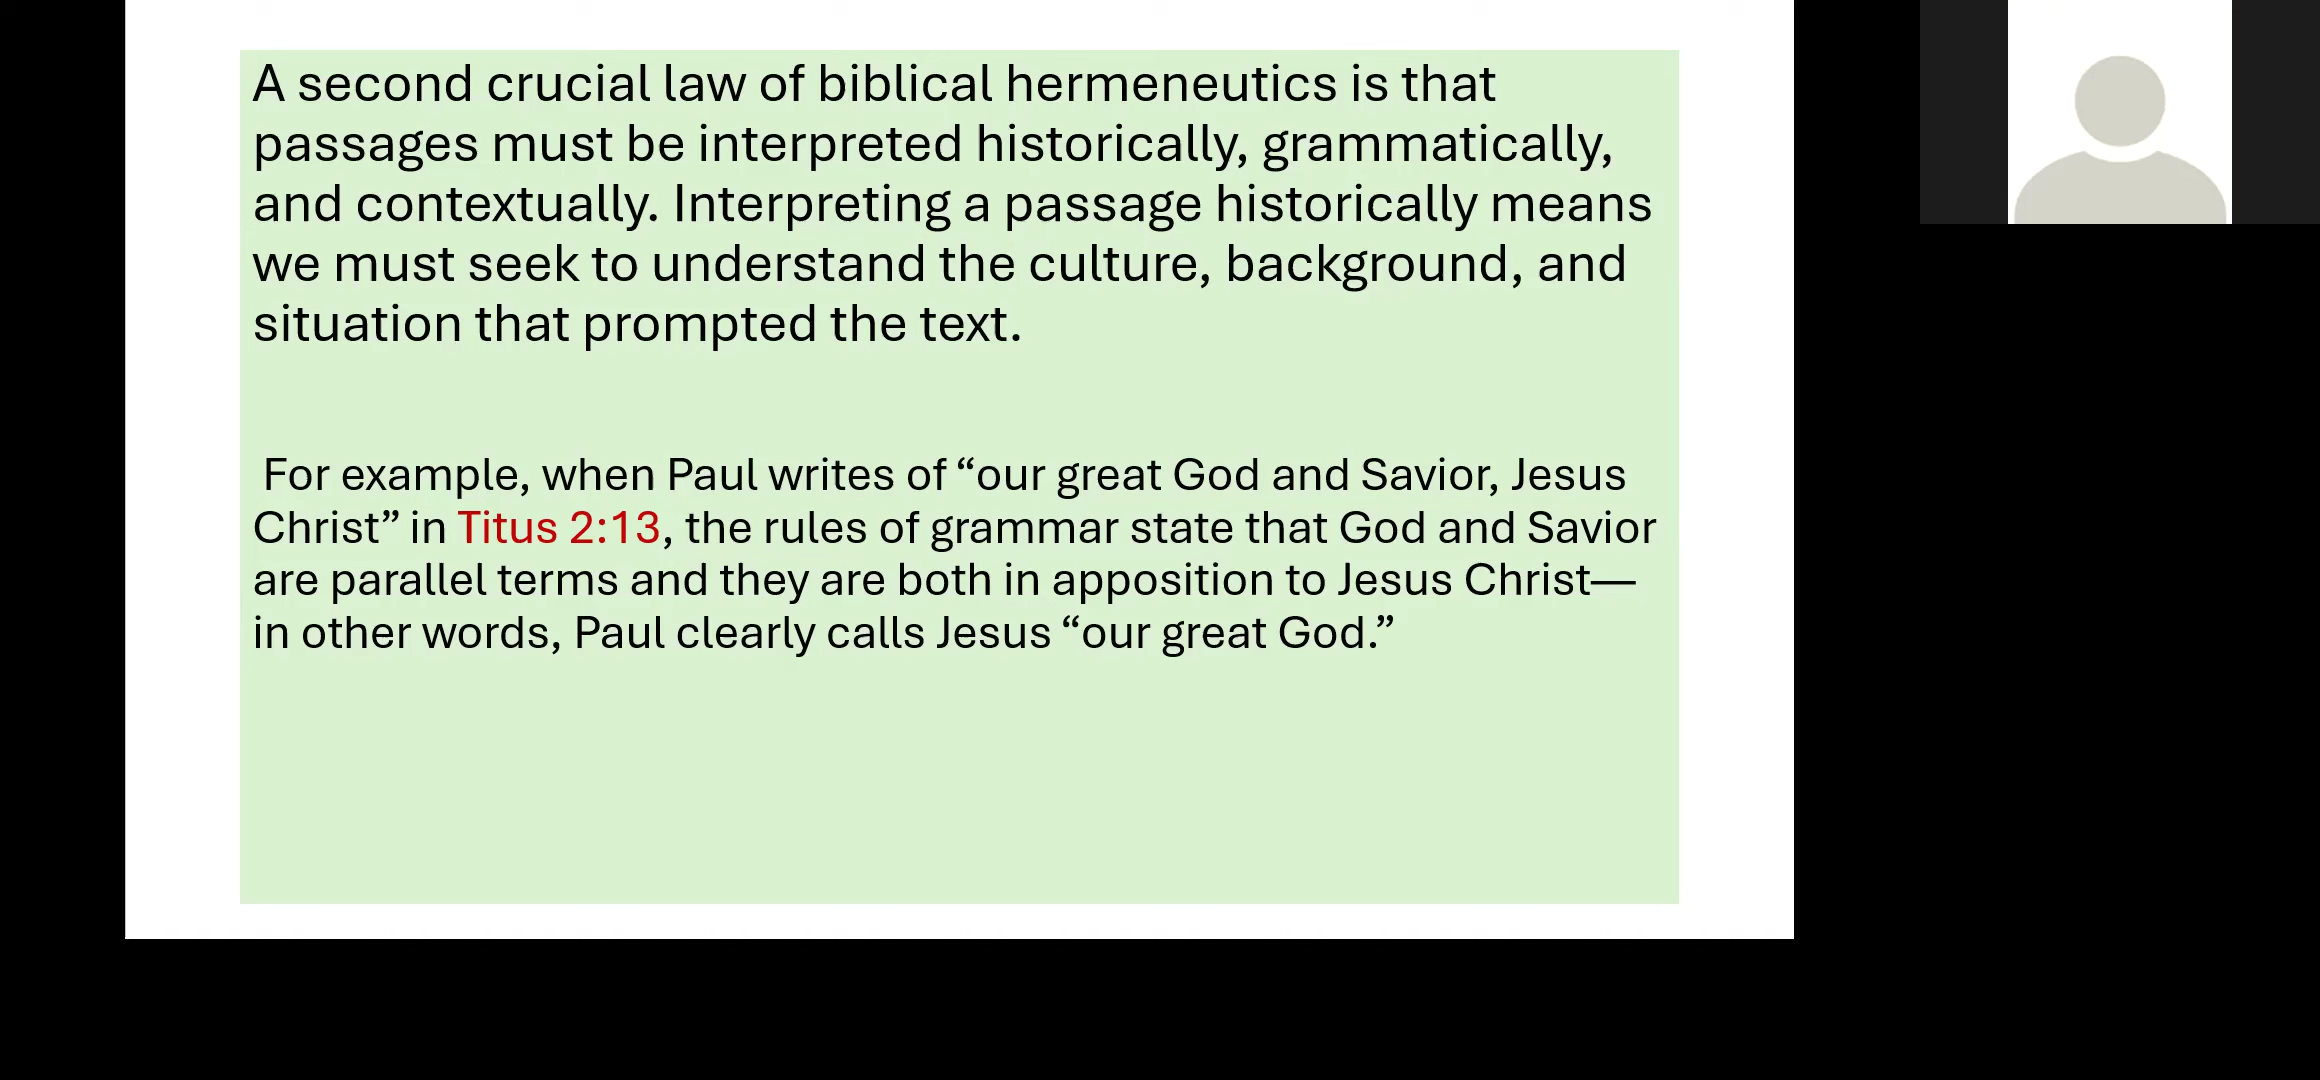 A second crucial law of biblical hermeneutics is that
passages must be interpreted historically, grammatically,
and contextually. Interpreting a passage historically means
we must seek to understand the culture, background, and
situation that prompted the text.
For example, when Paul writes of “our great God and Savior, Jesus
Christ” in Titus 2:13, the rules of grammar state that God and Savior
are parallel terms and they are both in apposition to Jesus Christ—
in other words, Paul clearly calls Jesus “our great God.”